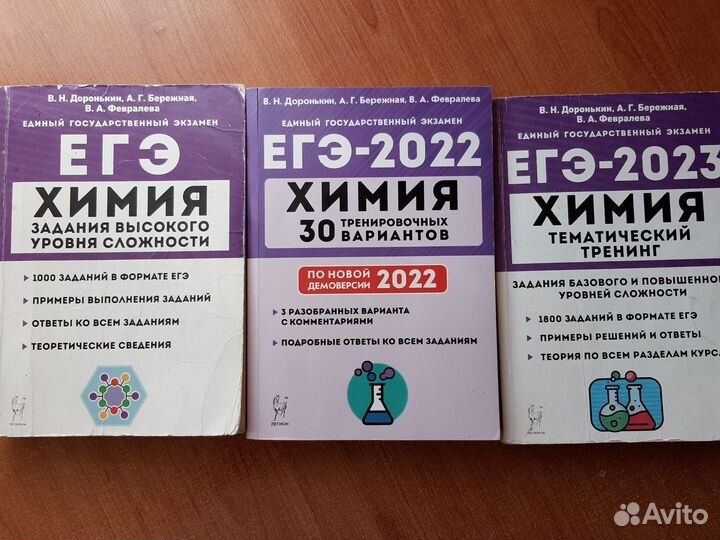 В. Н. Доронькин, А. Г. Бережная,
В. А. Февралева
ЕДИНЫЙ ГОСУДАРСТВЕННЫЙ ЭКЗАМЕН
ЕГЭ
ХИМИЯ
ЗАДАНИЯ ВЫСОКОГО
УРОВНЯ СЛОЖНОСТИ
1000 ЗАДАНИЙ В ФОРМАТЕ ЕГЭ
ПРИМЕРЫ ВЫПОЛНЕНИЯ ЗАДАНИЙ
ОТВЕТЫ КО ВСЕМ ЗАДАНИЯМ
ТЕОРЕТИЧЕСКИЕ СВЕДЕНИЯ
ЛЕГИОН-М
В. Н. Доронькин, А. Г. Бережная, В. А. Февралева
ЕДИНЫЙ ГОСУДАРСТВЕННЫЙ ЭКЗАМЕН
ЕГЭ-2022
ХИМИЯ
30 ТРЕНИРОВОЧНЫХ
ВАРИАНТОВ
ПО НОВОЙ
ДЕМОВЕРСИИ 2022
3 РАЗОБРАННЫХ ВАРИАНТА
С КОММЕНТАРИЯМИ
ПОДРОБНЫЕ ОТВЕТЫ КО ВСЕМ ЗАДАНИЯМ
ЛЕГИОН
В. Н. Доронькин, А. Г. Бережная,
В. А. Февралева
ЕДИНЫЙ ГОСУДАРСТВЕННЫЙ ЭКЗАМЕН
ЕГЭ-2023
ХИМИЯ
ТЕМАТИЧЕСКИЙ
ТРЕНИНГ
ЗАДАНИЯ БАЗОВОГО И ПОВЫШЕННОГО
УРОВНЕЙ СЛОЖНОСТИ
1800 ЗАДАНИЙ В ФОРМАТЕ ЕГЭ
ПРИМЕРЫ РЕШЕНИЙ И ОТВЕТЫ
ТЕОРИЯ ПО ВСЕМ РАЗДЕЛАМ КУРСА
ЛЕГИОН-М
Avito